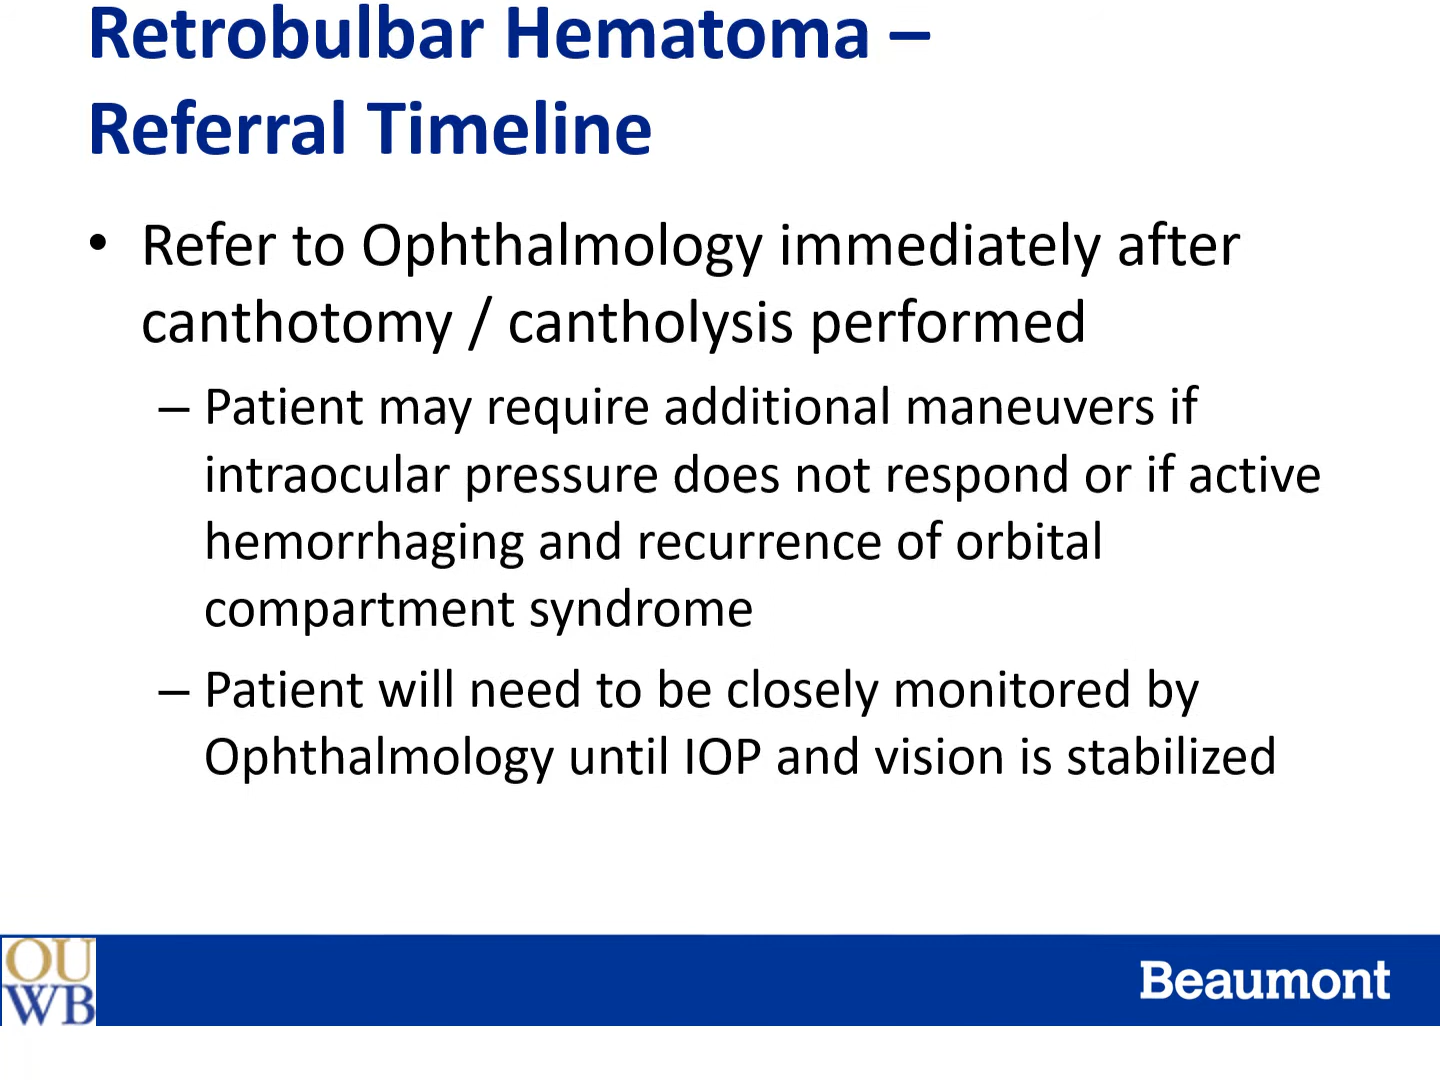 Retrobulbar Hematoma –
Referral Timeline
• Refer to Ophthalmology immediately after
canthotomy / cantholysis performed
– Patient may require additional maneuvers if
intraocular pressure does not respond or if active
hemorrhaging and recurrence of orbital
compartment syndrome
– Patient will need to be closely monitored by
Ophthalmology until IOP and vision is stabilized
OU
WB
Beaumont